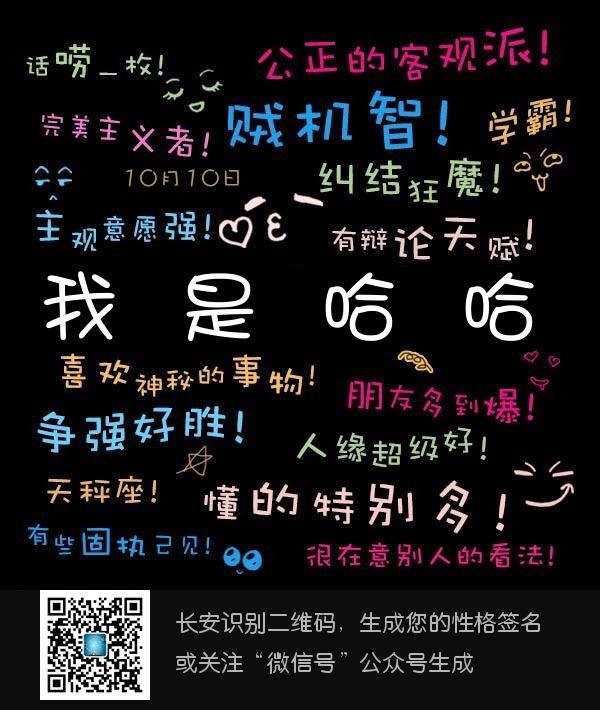 话唠一枚!
公正的客观派!
完美主义者!
贼机智!
学霸!
10月10日
纠结狂魔!
主观意愿强!
有辩论天赋!
我是哈哈
喜欢神秘的事物!
朋友多到爆!
争强好胜!
人缘超级好!
天秤座!
懂的特别多!
有些固执己见!
很在意别人的看法!
长安识别二维码，生成您的性格签名
或关注“微信号”公众号生成